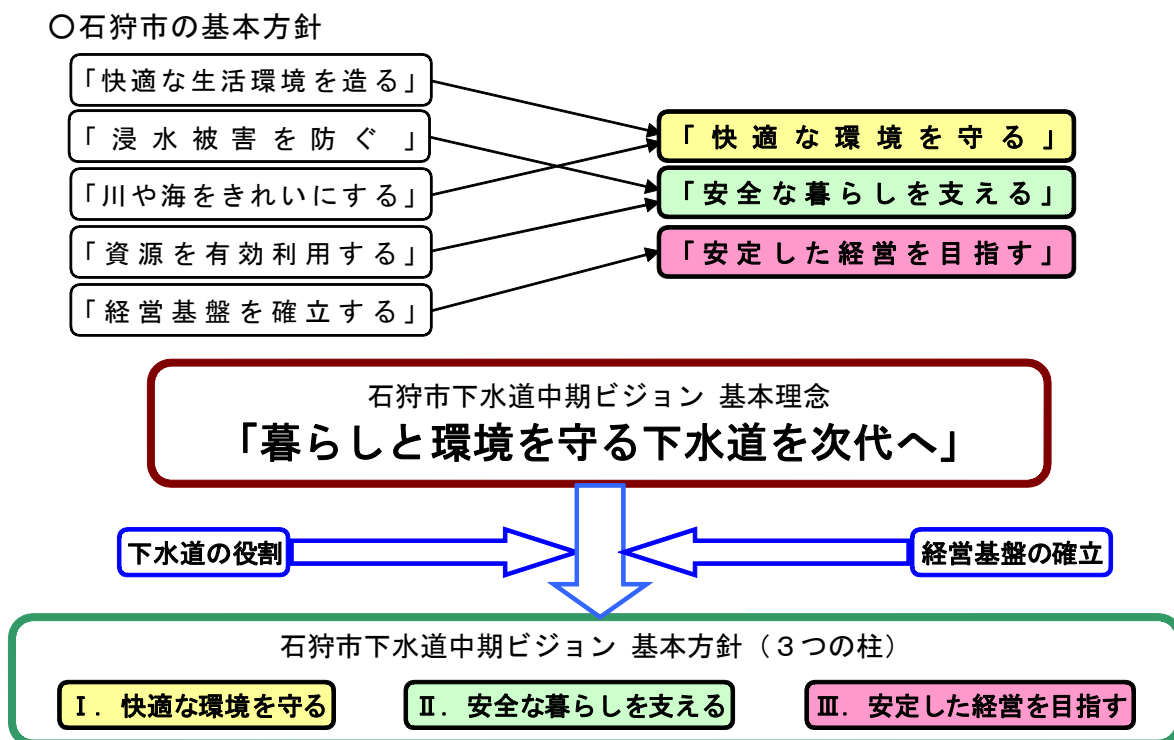 〇石狩市の基本方針
「快適な生活環境を造る」
「浸水被害を防ぐ」
「川や海をきれいにする」
「資源を有効利用する」
「経営基盤を確立する」
「快適な環境を守る」
「安全な暮らしを支える」
「安定した経営を目指す」
石狩市下水道中期ビジョン 基本理念
「暮らしと環境を守る下水道を次代へ」
下水道の役割
経営基盤の確立
石狩市下水道中期ビジョン 基本方針(3つの柱)
Ⅰ. 快適な環境を守る
Ⅱ. 安全な暮らしを支える
Ⅲ. 安定した経営を目指す